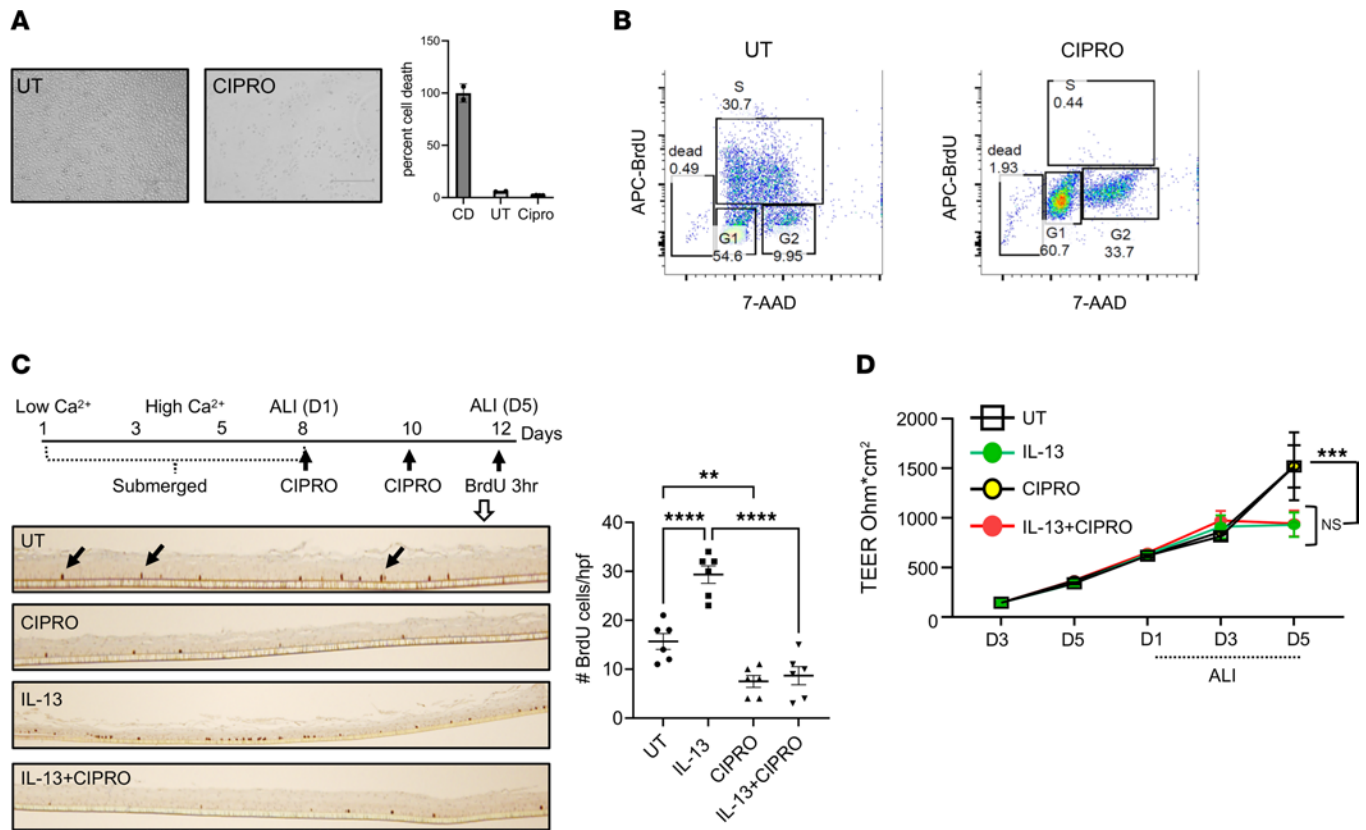 A
UT
CIPRO
150
100
50
0
percent cell death
CD UT Cipro
B
UT
CIPRO
S
30.7
dead
0.49
G1
54.6
G2
9.95
APC-BrdU
7-AAD
S
0.44
dead
1.93
G1
60.7
G2
33.7
APC-BrdU
7-AAD
C
Low Ca²⁺ High Ca²⁺ ALI (D1) ALI (D5)
1 3 5 8 10 12 Days
Submerged CIPRO CIPRO BrdU 3hr
UT
CIPRO
IL-13
IL-13+CIPRO
** 
**** ****
40
30
20
10
0
# BrdU cells/hpf
UT
IL-13
CIPRO
IL-13+CIPRO
D
2000
1500
1000
500
0
TEER Ohm*cm²
UT
IL-13
CIPRO
IL-13+CIPRO
***
NS
D3 D5 D1 D3 D5
ALI